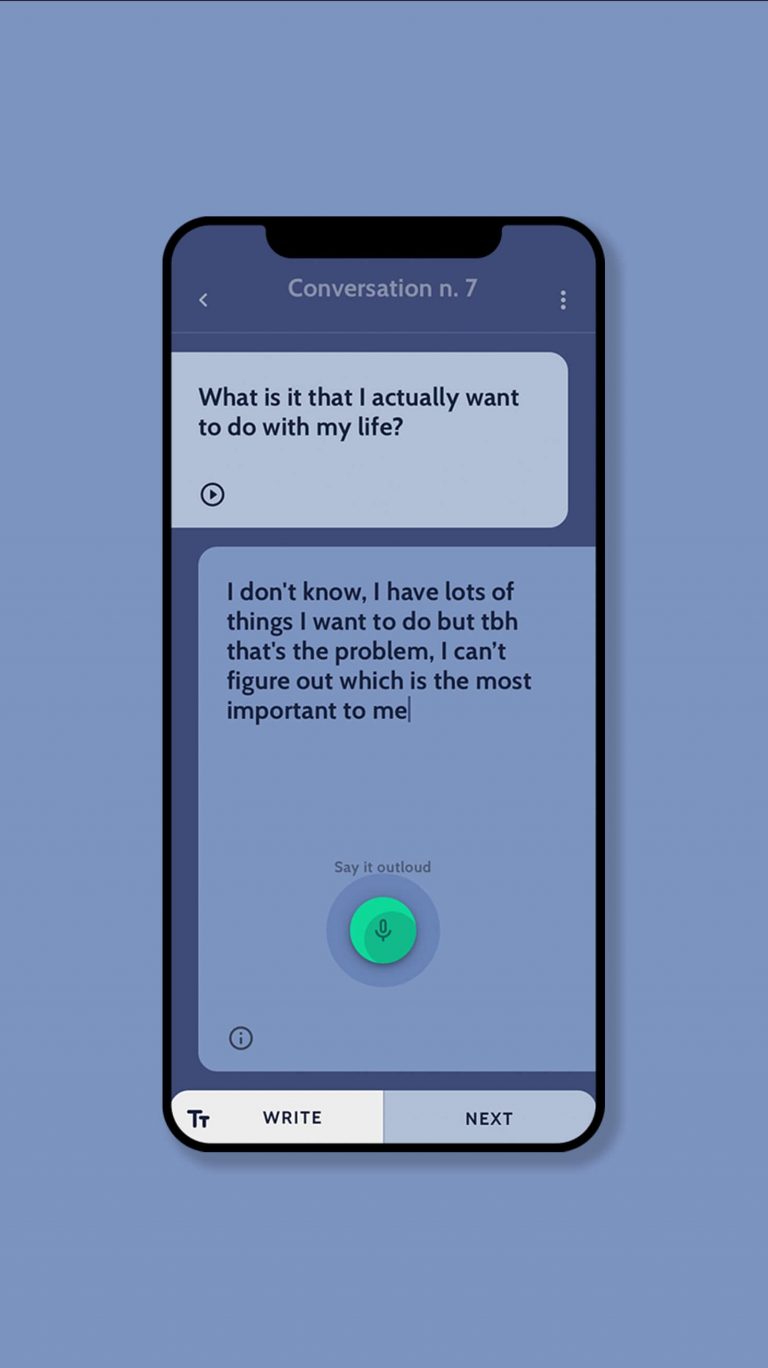 Conversation n. 7
What is it that I actually want
to do with my life?
I don't know, I have lots of
things I want to do but tbh
that's the problem, I can’t
figure out which is the most
important to me
Say it outloud
Tt WRITE
NEXT